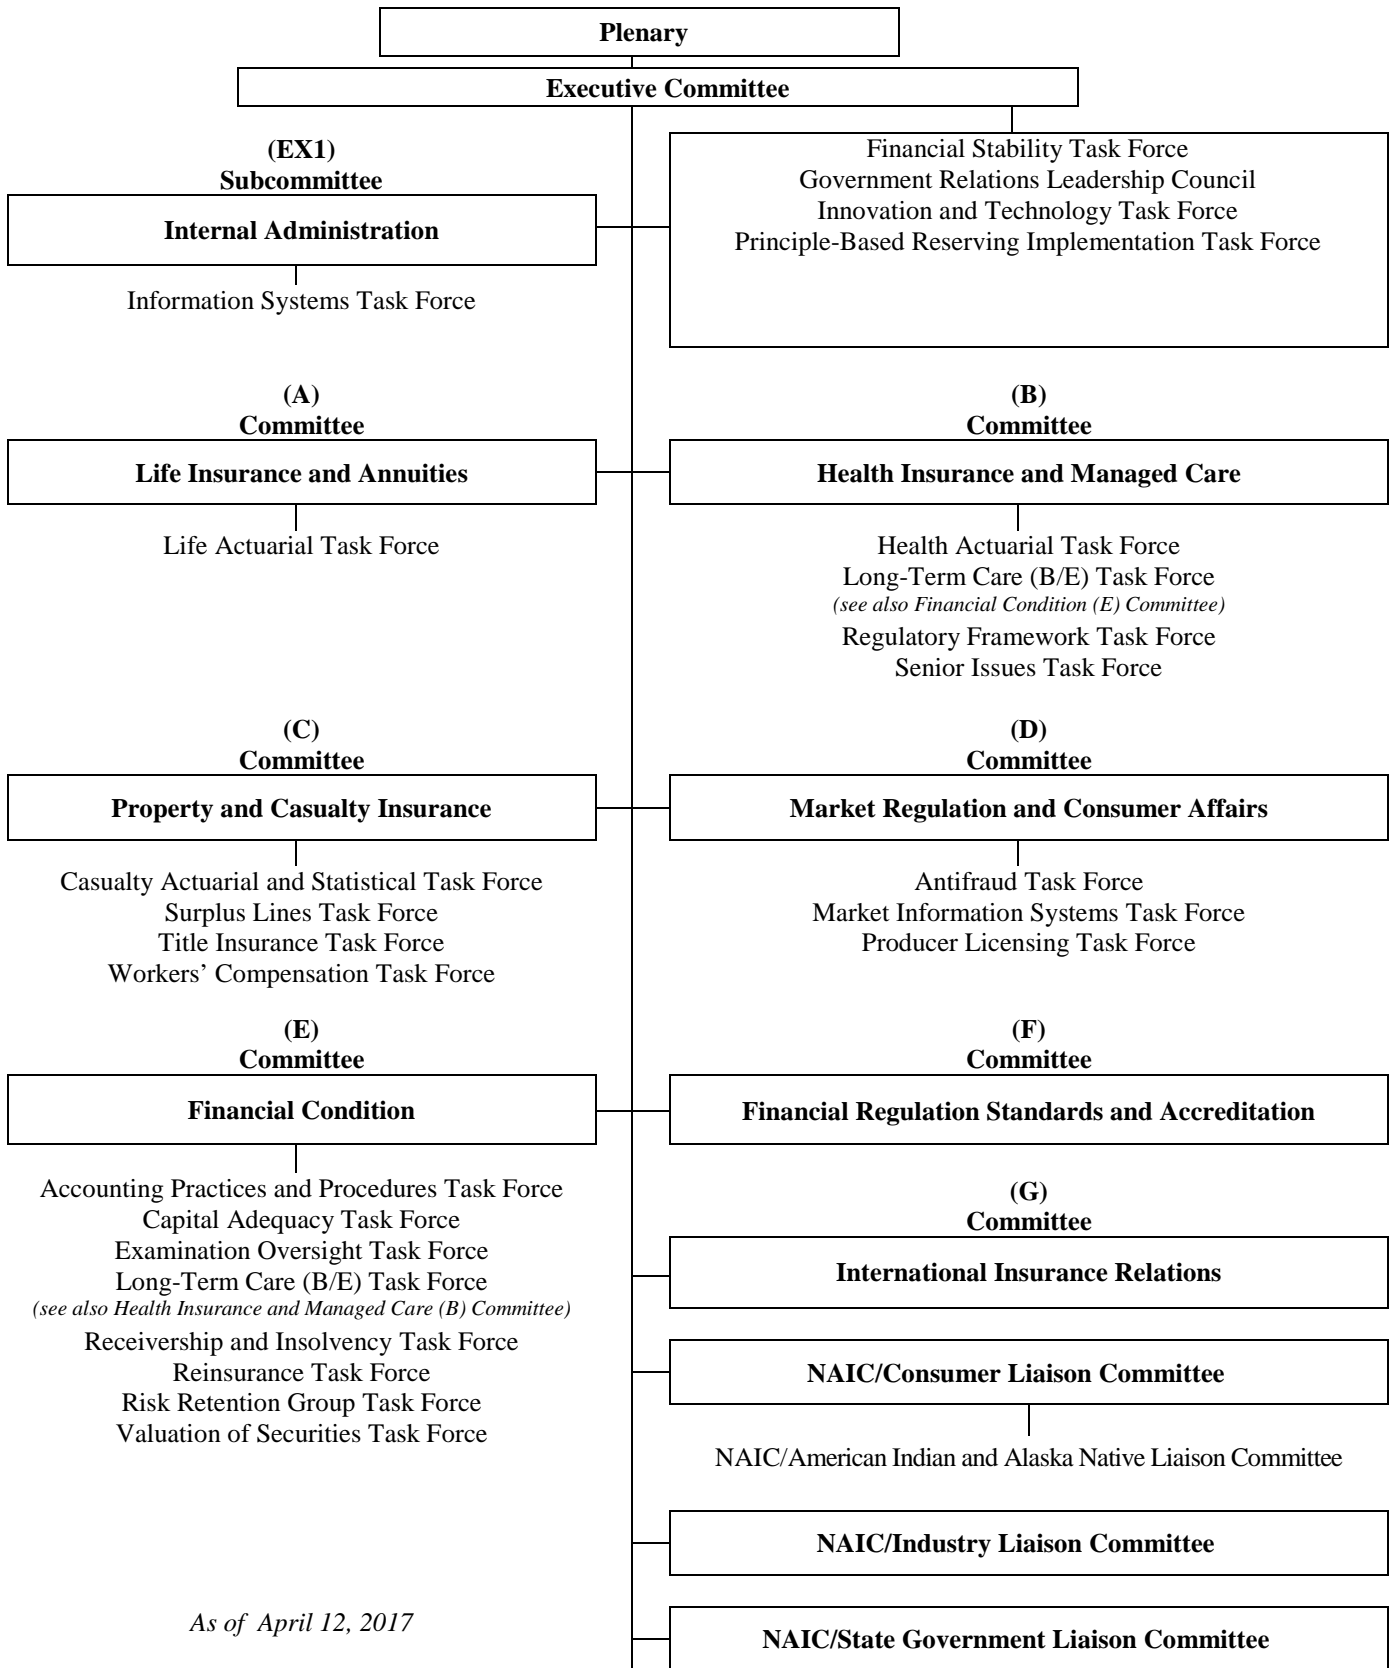 Plenary
Executive Committee
(EX1)
Subcommittee
Internal Administration
Information Systems Task Force
Financial Stability Task Force
Government Relations Leadership Council
Innovation and Technology Task Force
Principle-Based Reserving Implementation Task Force
(A)
Committee
Life Insurance and Annuities
Life Actuarial Task Force
(B)
Committee
Health Insurance and Managed Care
Health Actuarial Task Force
Long-Term Care (B/E) Task Force
(see also Financial Condition (E) Committee)
Regulatory Framework Task Force
Senior Issues Task Force
(C)
Committee
Property and Casualty Insurance
Casualty Actuarial and Statistical Task Force
Surplus Lines Task Force
Title Insurance Task Force
Workers’ Compensation Task Force
(D)
Committee
Market Regulation and Consumer Affairs
Antifraud Task Force
Market Information Systems Task Force
Producer Licensing Task Force
(E)
Committee
Financial Condition
Accounting Practices and Procedures Task Force
Capital Adequacy Task Force
Examination Oversight Task Force
Long-Term Care (B/E) Task Force
(see also Health Insurance and Managed Care (B) Committee)
Receivership and Insolvency Task Force
Reinsurance Task Force
Risk Retention Group Task Force
Valuation of Securities Task Force
(F)
Committee
Financial Regulation Standards and Accreditation
(G)
Committee
International Insurance Relations
NAIC/Consumer Liaison Committee
NAIC/American Indian and Alaska Native Liaison Committee
NAIC/Industry Liaison Committee
NAIC/State Government Liaison Committee
As of April 12, 2017